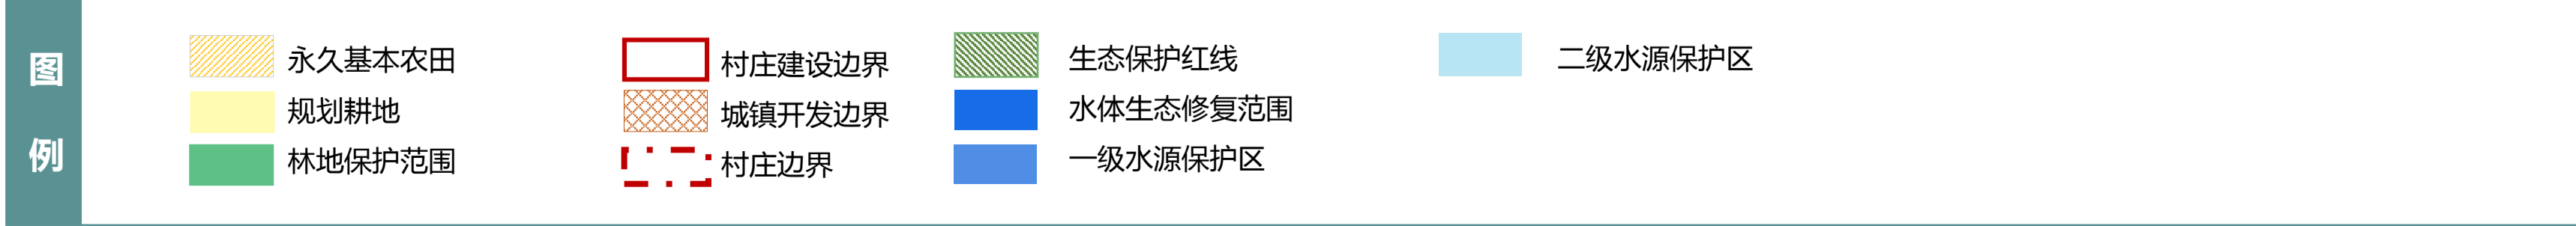 图例
永久基本农田
规划耕地
林地保护范围
村庄建设边界
城镇开发边界
村庄边界
生态保护红线
水体生态修复范围
一级水源保护区
二级水源保护区